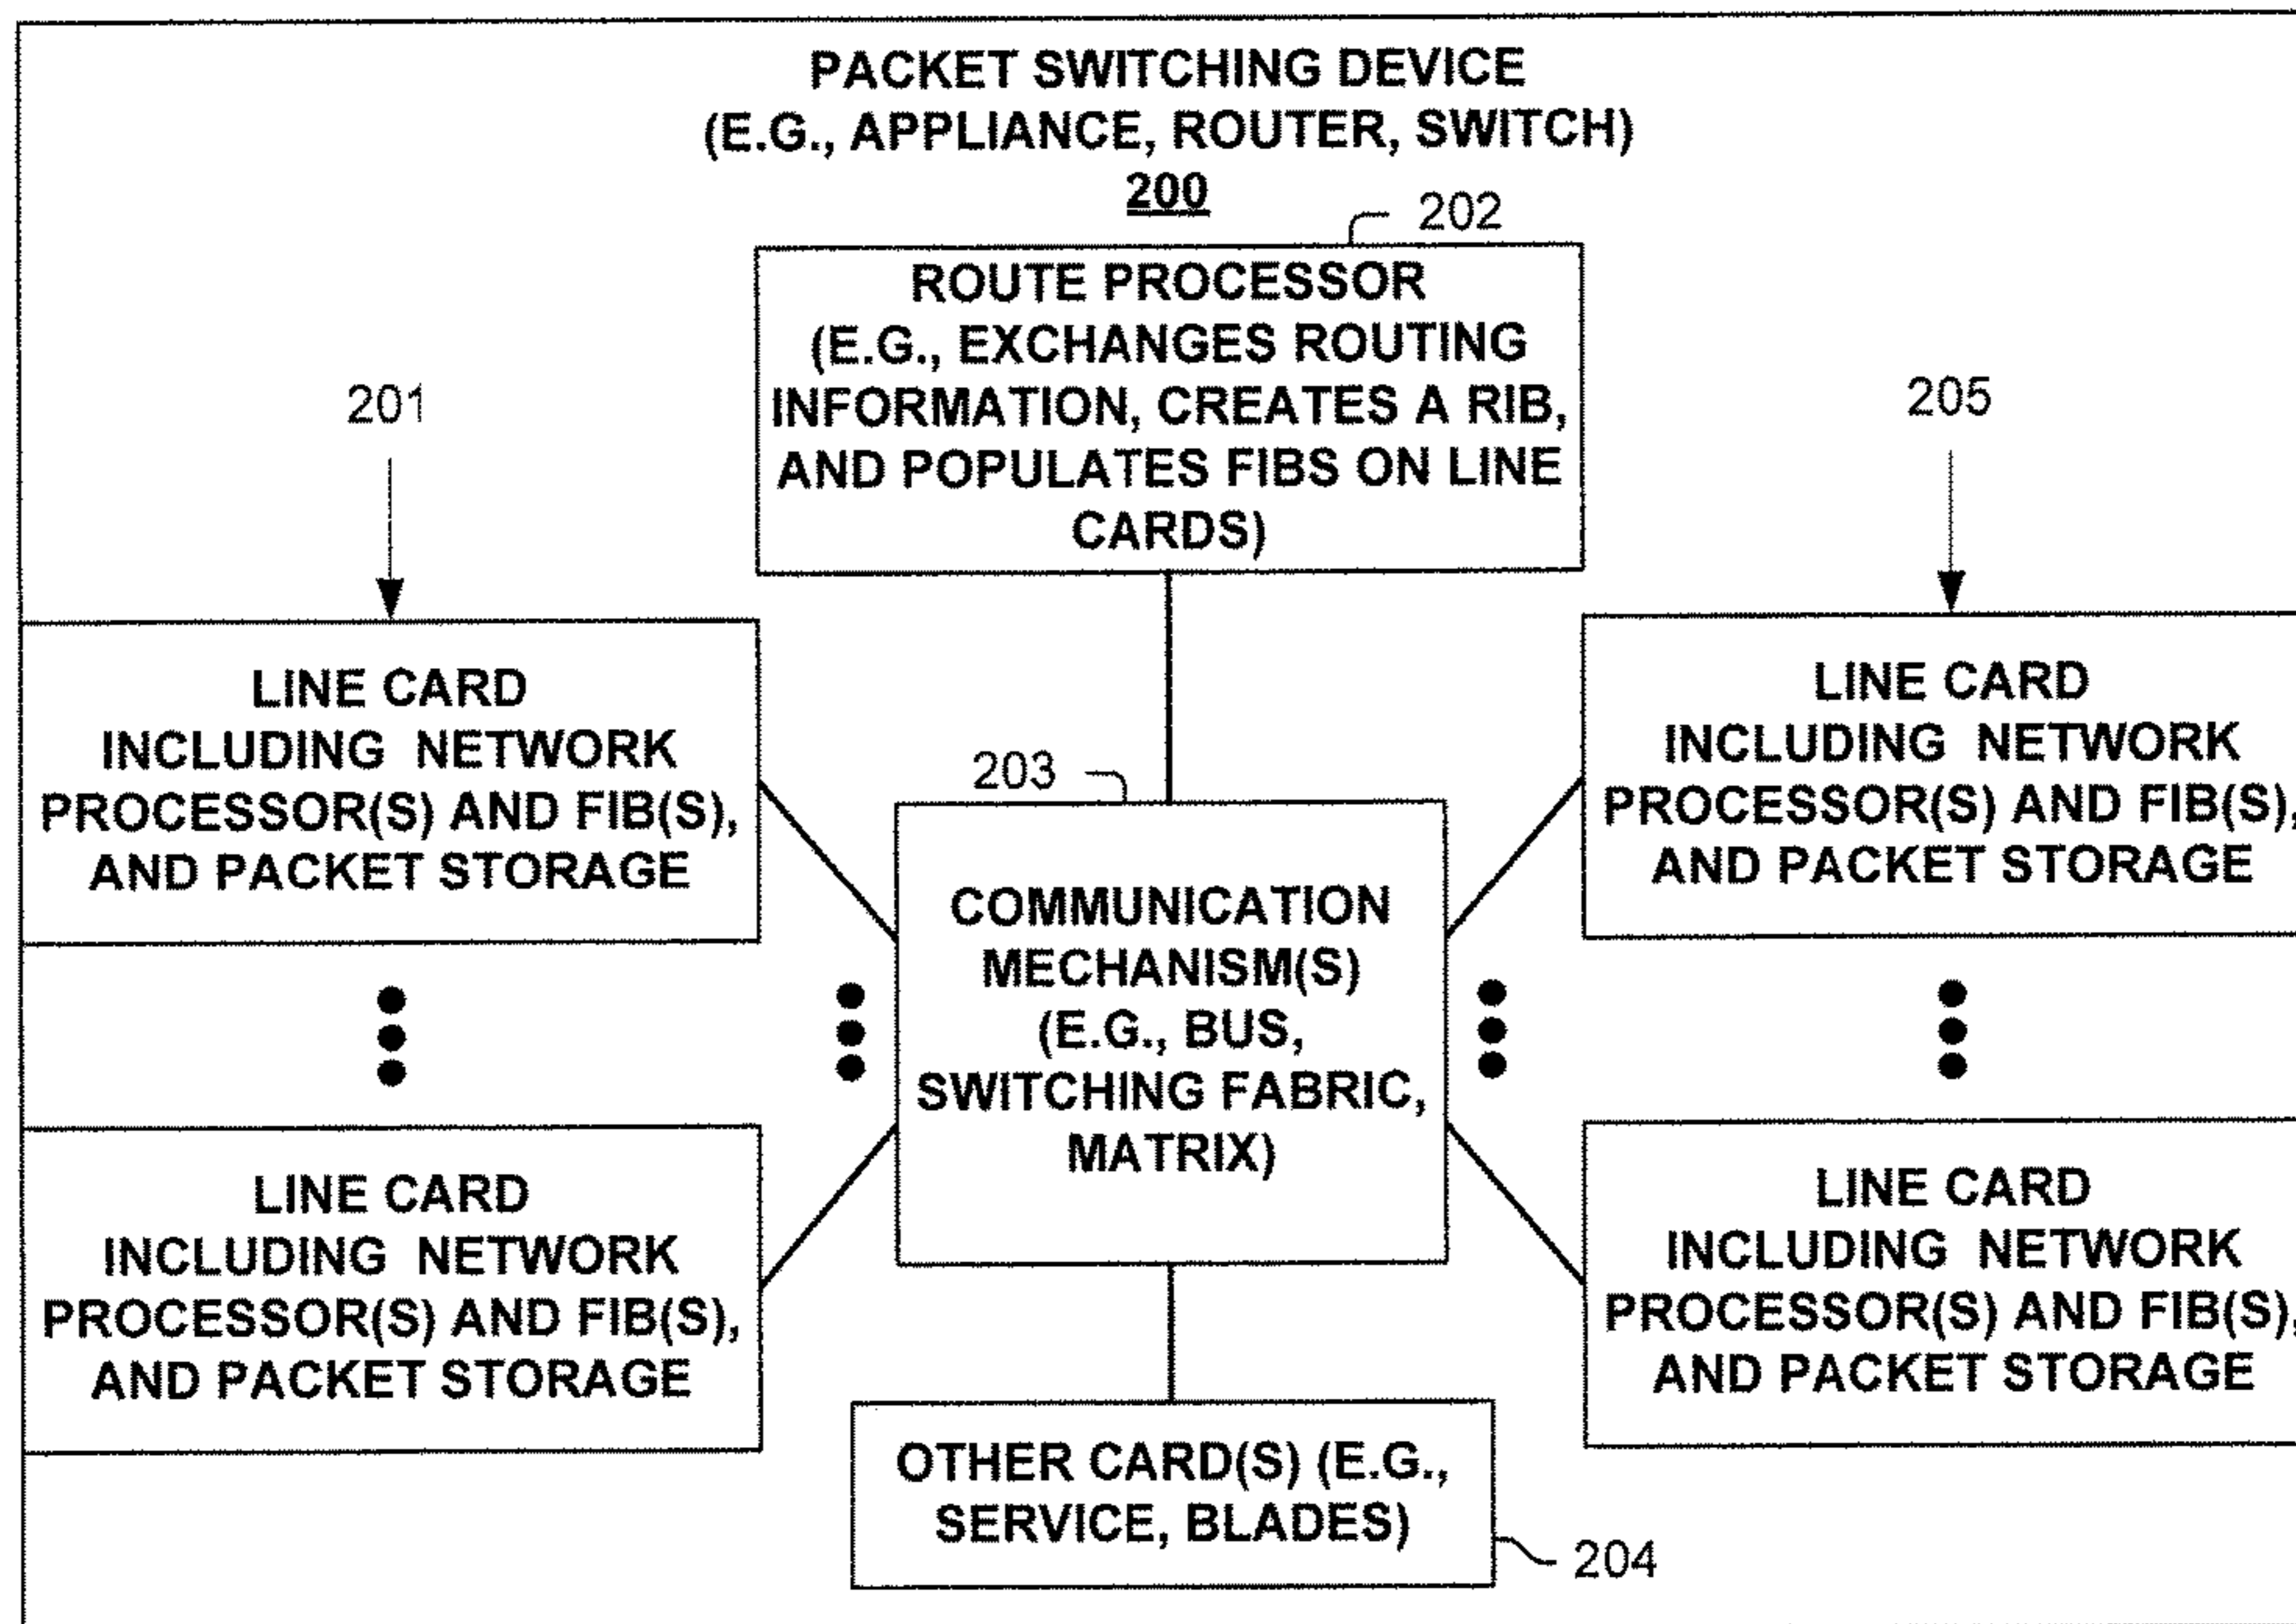 PACKET SWITCHING DEVICE
(E.G., APPLIANCE, ROUTER, SWITCH)
200
202
ROUTE PROCESSOR
(E.G., EXCHANGES ROUTING
INFORMATION, CREATES A RIB,
AND POPULATES FIBS ON LINE
CARDS)
201
205
LINE CARD
INCLUDING NETWORK
PROCESSOR(S) AND FIB(S),
AND PACKET STORAGE
203
COMMUNICATION
MECHANISM(S)
(E.G., BUS,
SWITCHING FABRIC,
MATRIX)
LINE CARD
INCLUDING NETWORK
PROCESSOR(S) AND FIB(S),
AND PACKET STORAGE
LINE CARD
INCLUDING NETWORK
PROCESSOR(S) AND FIB(S),
AND PACKET STORAGE
LINE CARD
INCLUDING NETWORK
PROCESSOR(S) AND FIB(S),
AND PACKET STORAGE
OTHER CARD(S) (E.G.,
SERVICE, BLADES)
204